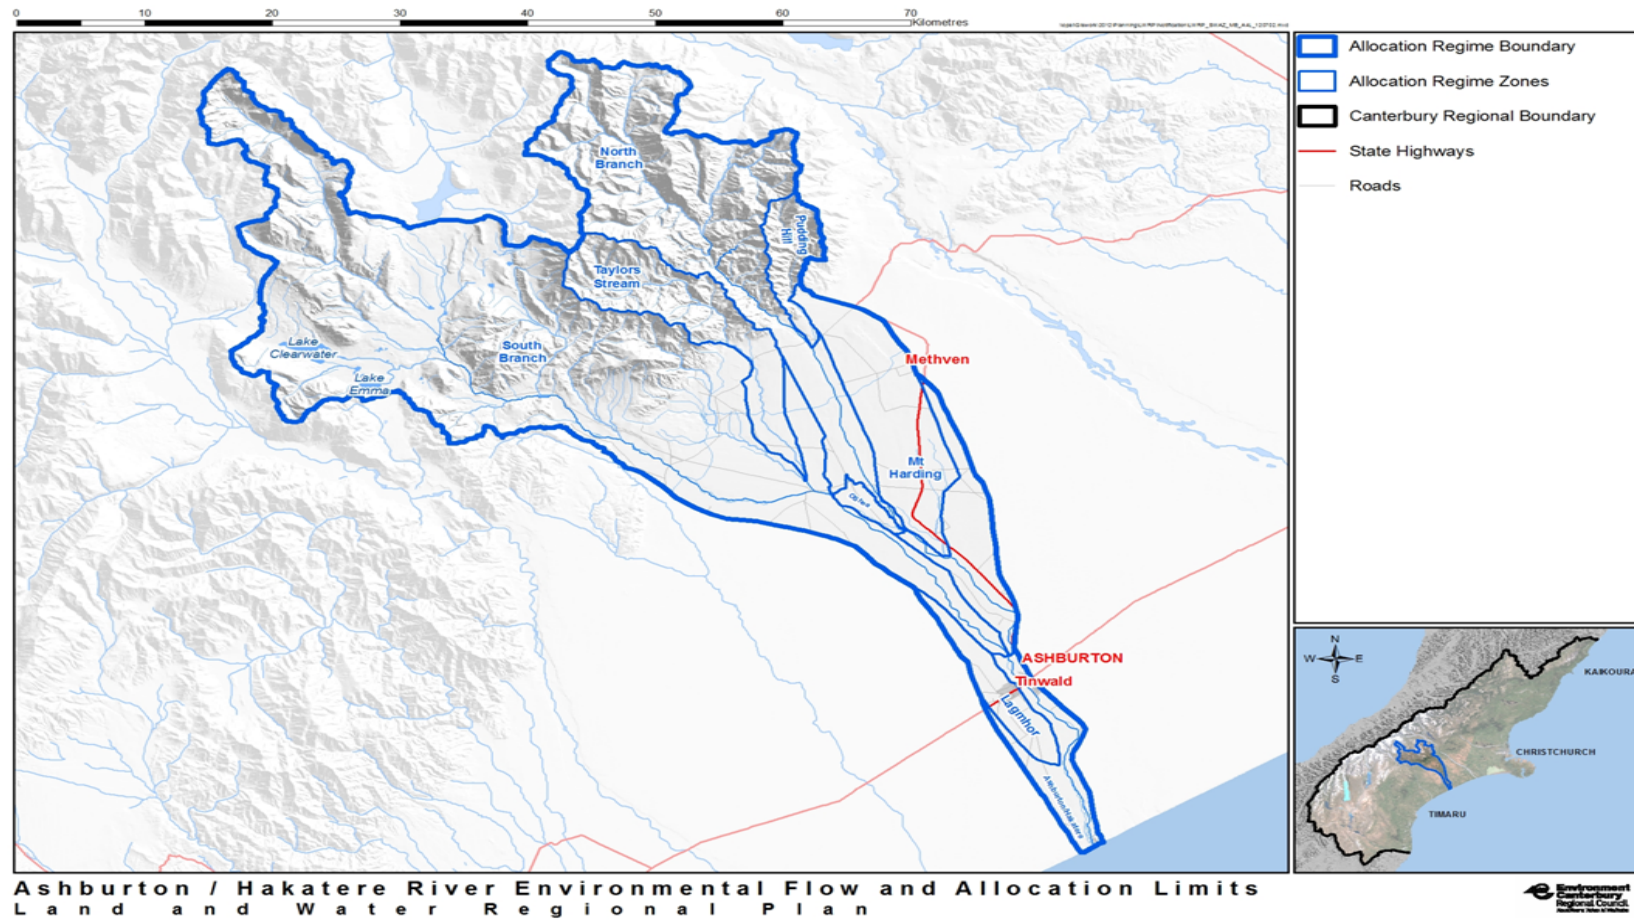 0 10 20 30 40 50 60 70
Kilometres
Allocation Regime Boundary
Allocation Regime Zones
Canterbury Regional Boundary
State Highways
Roads
North
Branch
Pudding
Hill
Taylors
Stream
South
Branch
Lake
Clearwater
Lake
Emma
Methven
Mt
Harding
ASHBURTON
Tinwald
Lagmhor
Ashburton/Hakatere
N
W E
S
KAIKOURA
CHRISTCHURCH
TIMARU
Ashburton / Hakatere River Environmental Flow and Allocation Limits
Land and Water Regional Plan
Environment
Canterbury
Regional Council